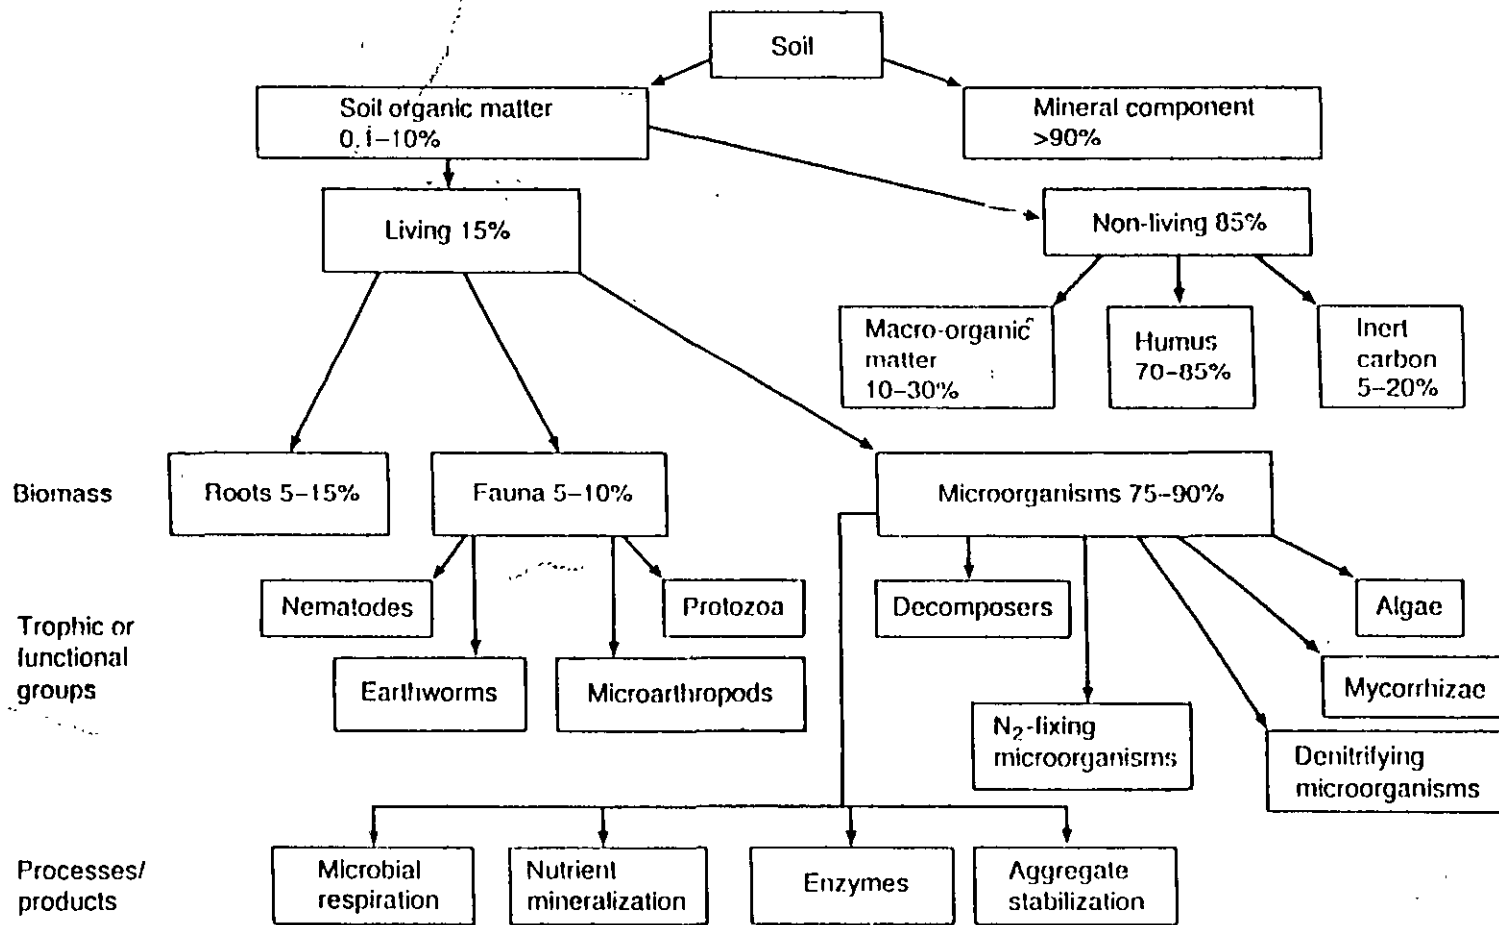 Soil
Soil organic matter
0.1–10%
Mineral component
>90%
Living 15%
Non-living 85%
Macro-organic
matter
10–30%
Humus
70–85%
Inert
carbon
5–20%
Biomass
Roots 5–15%
Fauna 5–10%
Microorganisms 75–90%
Trophic or
functional
groups
Nematodes
Protozoa
Decomposers
Algae
Earthworms
Microarthropods
Mycorrhizae
N₂-fixing
microorganisms
Denitrifying
microorganisms
Processes/
products
Microbial
respiration
Nutrient
mineralization
Enzymes
Aggregate
stabilization